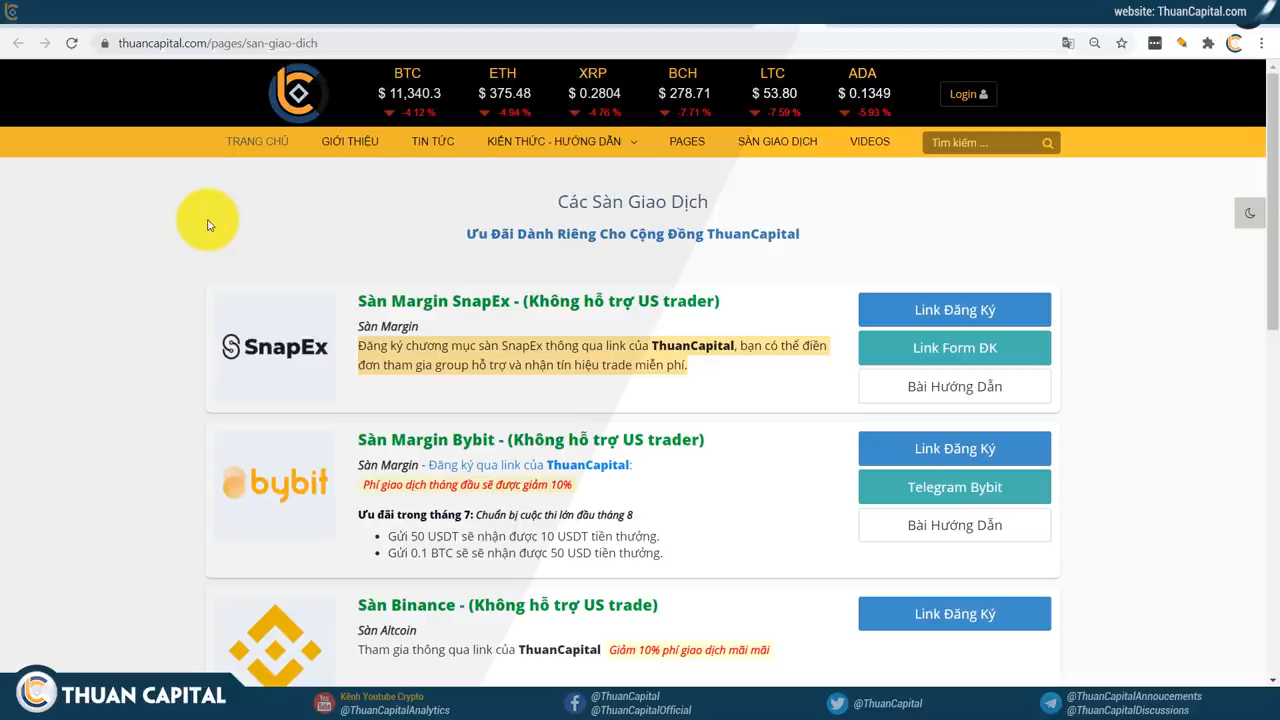 website: ThuanCapital.com
thuancapital.com/pages/san-giao-dich
BTC ETH XRP BCH LTC ADA
$ 11,340.3 $ 375.48 $ 0.2804 $ 278.71 $ 53.80 $ 0.1349
-4.12 % -4.94 % -4.76 % -7.71 % -7.59 % -5.93 %
Login
TRANG CHỦ GIỚI THIỆU TIN TỨC KIẾN THỨC - HƯỚNG DẪN PAGES SÀN GIAO DỊCH VIDEOS Tìm kiếm ...
Các Sàn Giao Dịch
Ưu Đãi Dành Riêng Cho Cộng Đồng ThuanCapital
SnapEx
Sàn Margin SnapEx - (Không hỗ trợ US trader)
Sàn Margin
Đăng ký chương mục sàn SnapEx thông qua link của ThuanCapital, bạn có thể điền
đơn tham gia group hỗ trợ và nhận tín hiệu trade miễn phí.
Link Đăng Ký
Link Form ĐK
Bài Hướng Dẫn
bybit
Sàn Margin Bybit - (Không hỗ trợ US trader)
Sàn Margin - Đăng ký qua link của ThuanCapital:
Phí giao dịch tháng đầu sẽ được giảm 10%
Ưu đãi trong tháng 7: Chuẩn bị cuộc thi lớn đầu tháng 8
Gửi 50 USDT sẽ nhận được 10 USDT tiền thưởng.
Gửi 0.1 BTC sẽ sẽ nhận được 50 USD tiền thưởng.
Link Đăng Ký
Telegram Bybit
Bài Hướng Dẫn
Sàn Binance - (Không hỗ trợ US trade)
Sàn Altcoin
Tham gia thông qua link của ThuanCapital Giảm 10% phí giao dịch mãi mãi
Link Đăng Ký
THUAN CAPITAL
You Tube
Kênh Youtube Crypto
@ThuanCapitalAnalytics
@ThuanCapital
@ThuanCapitalOfficial
@ThuanCapital
@ThuanCapitalAnnoucements
@ThuanCapitalDiscussions